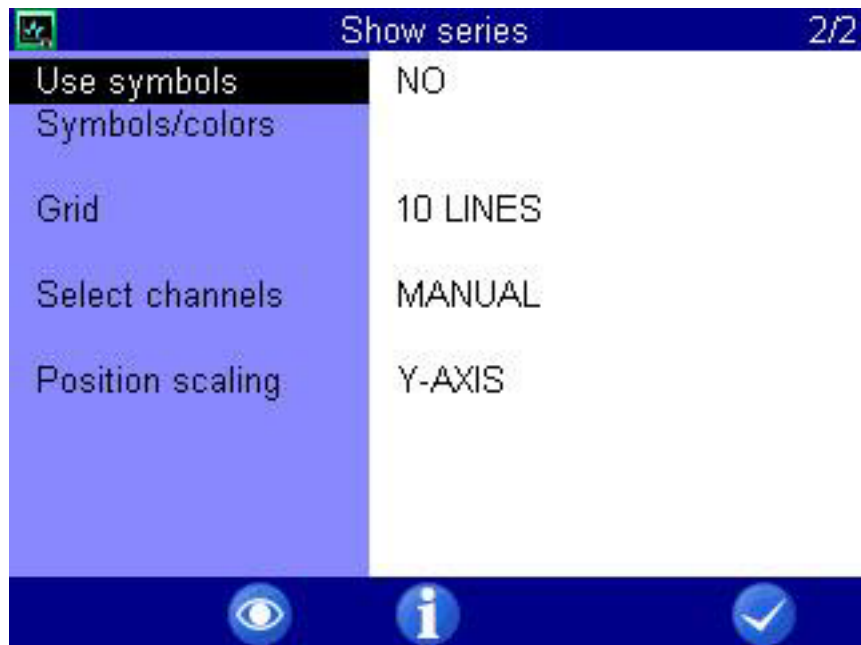 Show series 2/2
Use symbols NO
Symbols/colors
Grid 10 LINES
Select channels MANUAL
Position scaling Y-AXIS